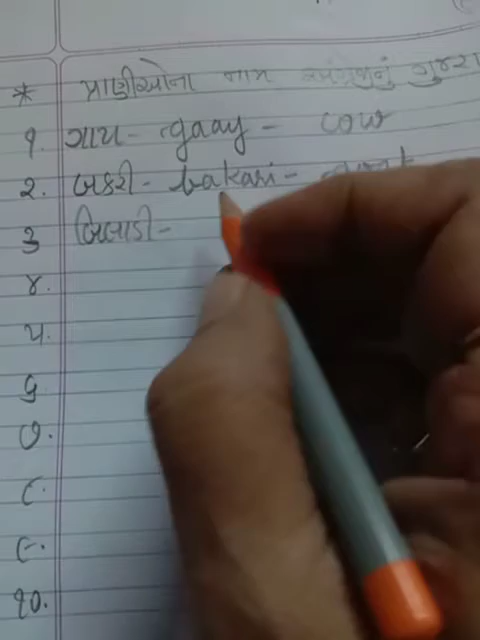 * પ્રાણીઓના નામ અંગ્રેજીનું
૧. ગાય - gaay - cow
૨. બકરી - bakari -
૩ બિલાડી -
૪.
૫.
૬
૭.
૮.
૯.
૧૦.